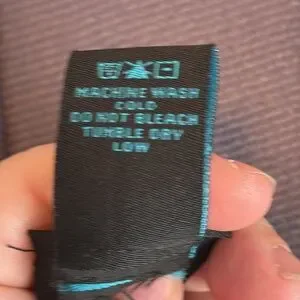 MACHINE WASH
COLD
DO NOT BLEACH
TUMBLE DRY
LOW